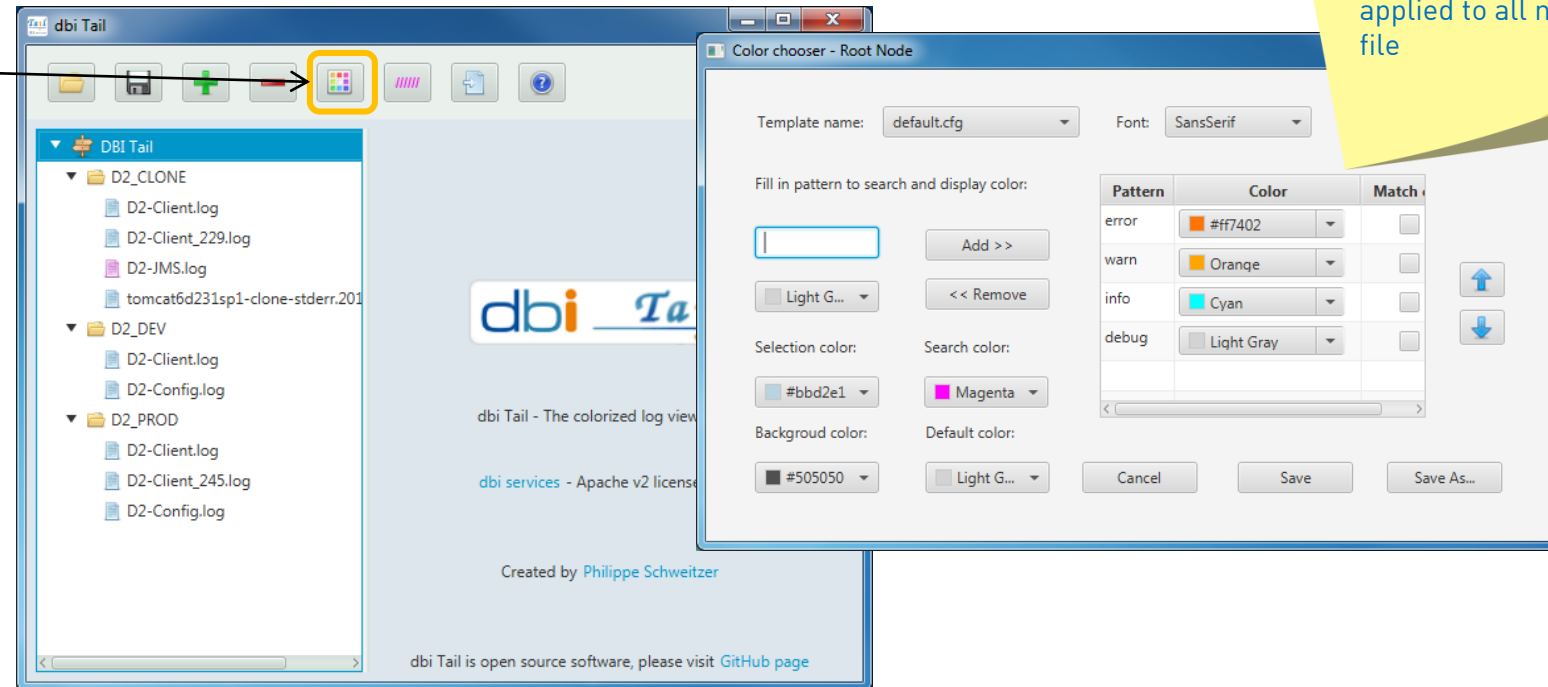 applied to all n
file
dbi Tail
DBI Tail
D2_CLONE
D2-Client.log
D2-Client_229.log
D2-JMS.log
tomcat6d231sp1-clone-stderr.201
D2_DEV
D2-Client.log
D2-Config.log
D2_PROD
D2-Client.log
D2-Client_245.log
D2-Config.log
dbi Ta
dbi Tail - The colorized log view
dbi services - Apache v2 license
Created by Philippe Schweitzer
dbi Tail is open source software, please visit GitHub page
Color chooser - Root Node
Template name: default.cfg Font: SansSerif
Fill in pattern to search and display color:
Add >>
Light G... << Remove
Selection color: Search color:
#bbd2e1 Magenta
Backgroud color: Default color:
#505050 Light G...
Pattern Color Match
error #ff7402
warn Orange
info Cyan
debug Light Gray
Cancel Save Save As...